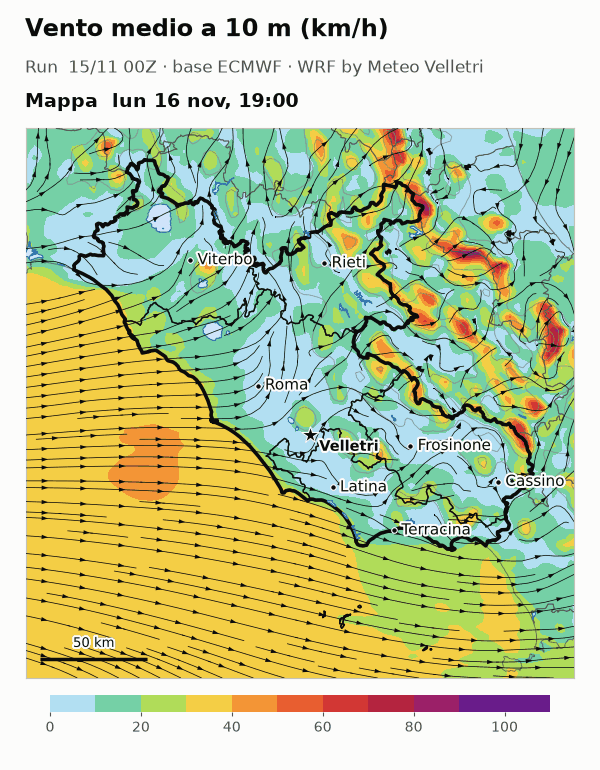 Vento medio a 10 m (km/h)
Run  15/11 00Z · base ECMWF · WRF by Meteo Velletri
Mappa  lun 16 nov, 19:00
Viterbo
Rieti
Roma
Velletri
Frosinone
Latina
Cassino
Terracina
50 km
0 20 40 60 80 100